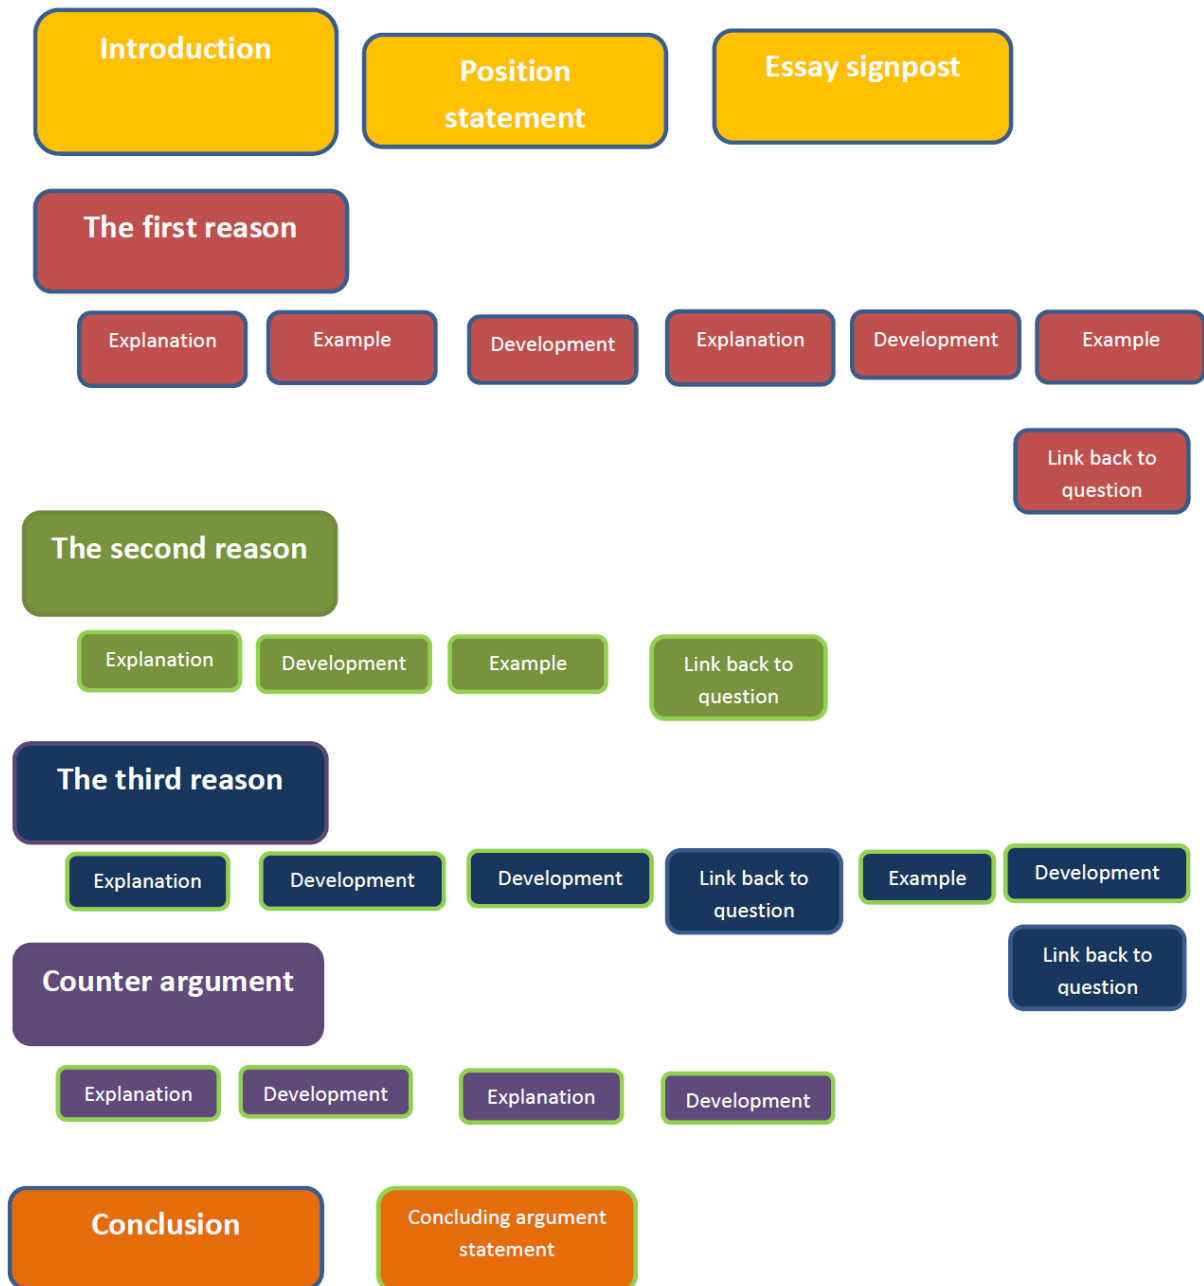 Introduction
Position
statement
Essay signpost
The first reason
Explanation
Example
Development
Explanation
Development
Example
Link back to
question
The second reason
Explanation
Development
Example
Link back to
question
The third reason
Explanation
Development
Development
Link back to
question
Example
Development
Link back to
question
Counter argument
Explanation
Development
Explanation
Development
Conclusion
Concluding argument
statement